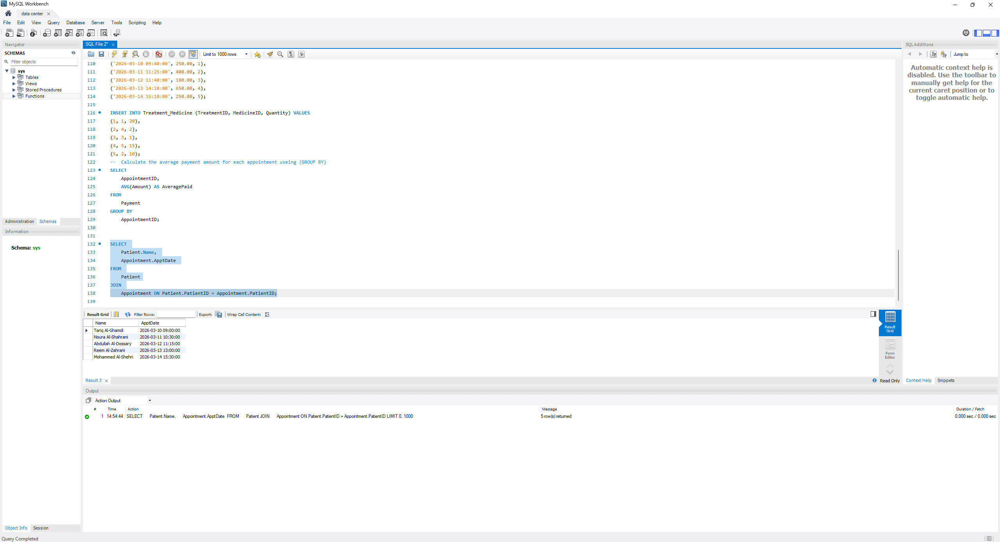 MySQL Workbench
data center
File Edit View Query Database Server Tools Scripting Help
Navigator
SCHEMAS
Filter objects
sys
Tables
Views
Stored Procedures
Functions
Administration Schemas
Information
Schema: sys
Object Info Session
SQL File 2*
Limit to 1000 rows
110 ('2026-03-10 09:40:00', 250.00, 1),
111 ('2026-03-11 11:25:00', 400.00, 2),
112 ('2026-03-12 11:40:00', 180.00, 3),
113 ('2026-03-13 14:10:00', 650.00, 4),
114 ('2026-03-14 16:10:00', 250.00, 5);
115
116 INSERT INTO Treatment_Medicine (TreatmentID, MedicineID, Quantity) VALUES
117 (1, 1, 20),
118 (2, 4, 2),
119 (3, 3, 1),
120 (4, 5, 15),
121 (5, 2, 10);
122 -- Calculate the average payment amount for each appointment useing (GROUP BY)
123 SELECT
124 AppointmentID,
125 AVG(Amount) AS AveragePaid
126 FROM
127 Payment
128 GROUP BY
129 AppointmentID;
130
131
132 SELECT
133 Patient.Name,
134 Appointment.ApptDate
135 FROM
136 Patient
137 JOIN
138 Appointment ON Patient.PatientID = Appointment.PatientID;
139
Result Grid Filter Rows: Export: Wrap Cell Content:
Name ApptDate
Tariq Al-Ghamdi 2026-03-10 09:00:00
Noura Al-Shahrani 2026-03-11 10:30:00
Abdullah Al-Dossary 2026-03-12 11:15:00
Reem Al-Zahrani 2026-03-13 13:00:00
Mohammed Al-Shehri 2026-03-14 15:30:00
Result Grid
Form Editor
Result 3
Read Only
Output
Action Output
# Time Action Message Duration / Fetch
1 14:54:44 SELECT Patient.Name, Appointment.ApptDate FROM Patient JOIN Appointment ON Patient.PatientID = Appointment.PatientID LIMIT 0, 1000 5 row(s) returned 0.000 sec / 0.000 sec
SQLAdditions
Jump to
Automatic context help is
disabled. Use the toolbar to
manually get help for the
current caret position or to
toggle automatic help.
Context Help Snippets
Query Completed